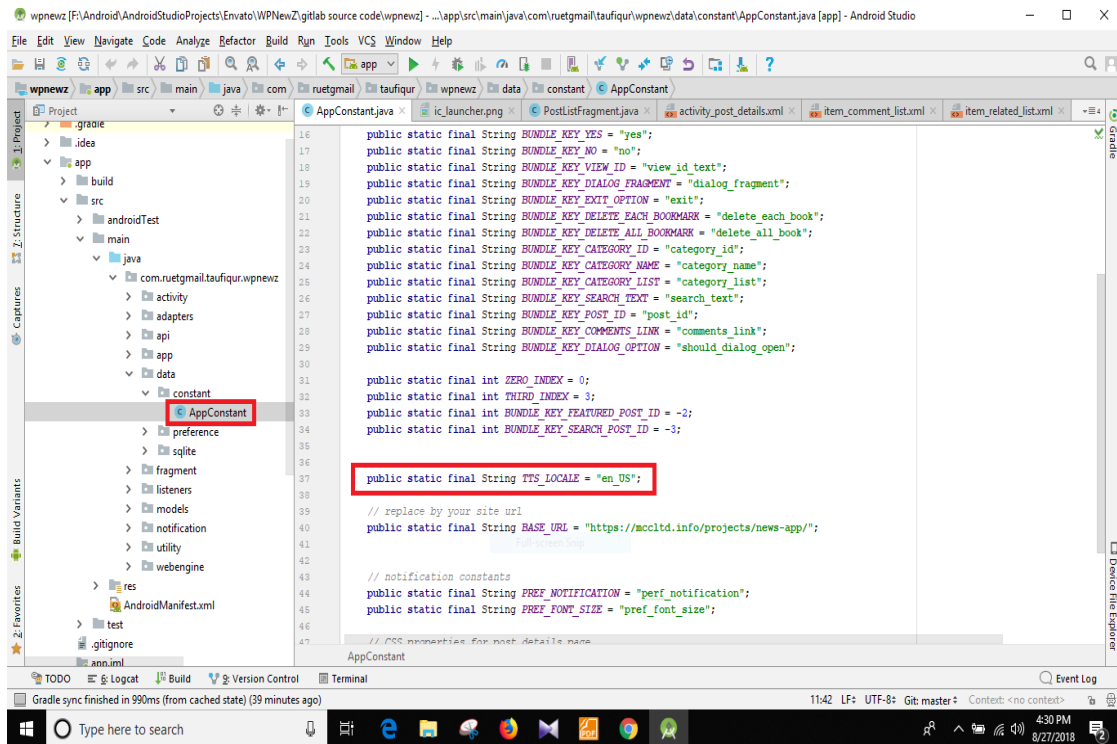 wpnewz [F:\Android\AndroidStudioProjects\Envato\WPNewZ\gitlab source code\wpnewz] - ...\app\src\main\java\com\ruetgmail\taufiqur\wpnewz\data\constant\AppConstant.java [app] - Android Studio
File Edit View Navigate Code Analyze Refactor Build Run Tools VCS Window Help
app
wpnewz app src main java com ruetgmail taufiqur wpnewz data constant AppConstant
Project
AppConstant.java ic_launcher.png PostListFragment.java activity_post_details.xml item_comment_list.xml item_related_list.xml
1: Project
7: Structure
Captures
Build Variants
2: Favorites
.gradle
.idea
app
build
src
androidTest
main
java
com.ruetgmail.taufiqur.wpnewz
activity
adapters
api
app
data
constant
AppConstant
preference
sqlite
fragment
listeners
models
notification
utility
webengine
res
AndroidManifest.xml
test
.gitignore
app.iml
16 public static final String BUNDLE_KEY_YES = "yes";
17 public static final String BUNDLE_KEY_NO = "no";
18 public static final String BUNDLE_KEY_VIEW_ID = "view_id_text";
19 public static final String BUNDLE_KEY_DIALOG_FRAGMENT = "dialog_fragment";
20 public static final String BUNDLE_KEY_EXIT_OPTION = "exit";
21 public static final String BUNDLE_KEY_DELETE_EACH_BOOKMARK = "delete_each_book";
22 public static final String BUNDLE_KEY_DELETE_ALL_BOOKMARK = "delete_all_book";
23 public static final String BUNDLE_KEY_CATEGORY_ID = "category_id";
24 public static final String BUNDLE_KEY_CATEGORY_NAME = "category_name";
25 public static final String BUNDLE_KEY_CATEGORY_LIST = "category_list";
26 public static final String BUNDLE_KEY_SEARCH_TEXT = "search_text";
27 public static final String BUNDLE_KEY_POST_ID = "post_id";
28 public static final String BUNDLE_KEY_COMMENTS_LINK = "comments_link";
29 public static final String BUNDLE_KEY_DIALOG_OPTION = "should_dialog_open";
30
31 public static final int ZERO_INDEX = 0;
32 public static final int THIRD_INDEX = 3;
33 public static final int BUNDLE_KEY_FEATURED_POST_ID = -2;
34 public static final int BUNDLE_KEY_SEARCH_POST_ID = -3;
35
36
37 public static final String TTS_LOCALE = "en_US";
38
39 // replace by your site url
40 public static final String BASE_URL = "https://mccltd.info/projects/news-app/";
41 Full-screen Snip
42
43 // notification constants
44 public static final String PREF_NOTIFICATION = "perf_notification";
45 public static final String PREF_FONT_SIZE = "pref_font_size";
46
47 // CSS properties for post details page
AppConstant
Gradle
Device File Explorer
TODO 6: Logcat Build 9: Version Control Terminal Event Log
Gradle sync finished in 990ms (from cached state) (39 minutes ago) 11:42 LF UTF-8 Git: master Context: <no context>
Type here to search 4:30 PM
8/27/2018